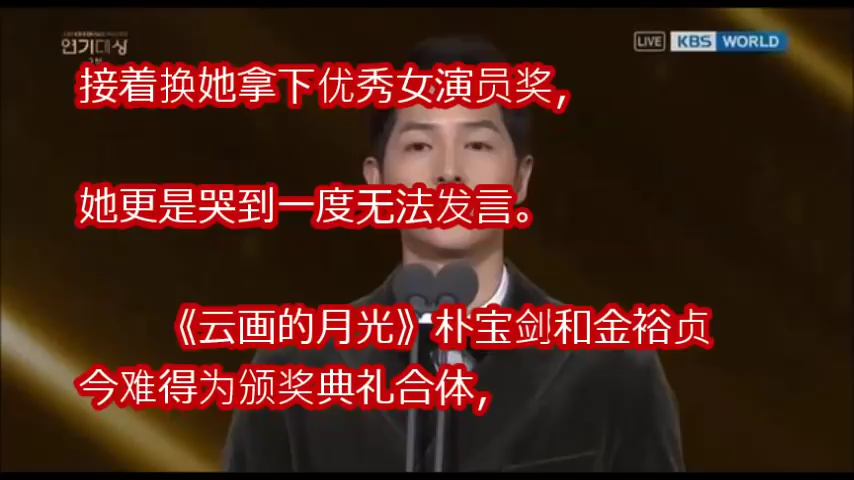 연기대상
LIVE KBS WORLD
接着换她拿下优秀女演员奖，
她更是哭到一度无法发言。
《云画的月光》朴宝剑和金裕贞
今难得为颁奖典礼合体，